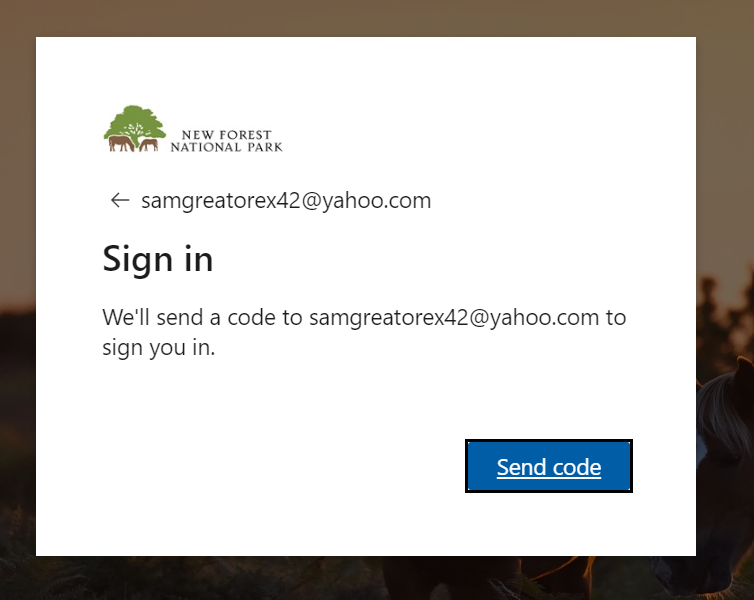 NEW FOREST
NATIONAL PARK
← samgreatorex42@yahoo.com
Sign in
We'll send a code to samgreatorex42@yahoo.com to
sign you in.
Send code